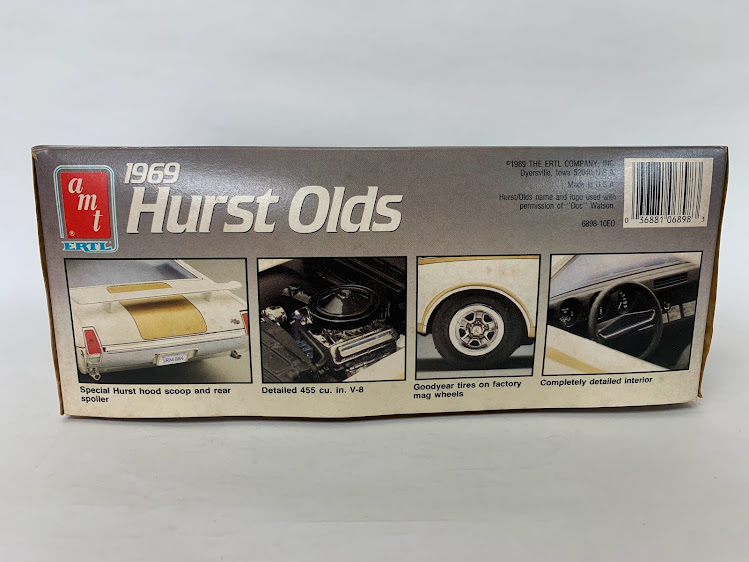 amt
®
ERTL
1969
Hurst Olds
©1989 THE ERTL COMPANY, INC.
Dyersville, Iowa 52040 U.S.A.
Made in U.S.A.
Hurst/Olds name and logo used with
permission of "Doc" Watson.
6898-10EO
0 36881 06898 3
Special Hurst hood scoop and rear
spoiler
Detailed 455 cu. in. V-8
Goodyear tires on factory
mag wheels
Completely detailed interior